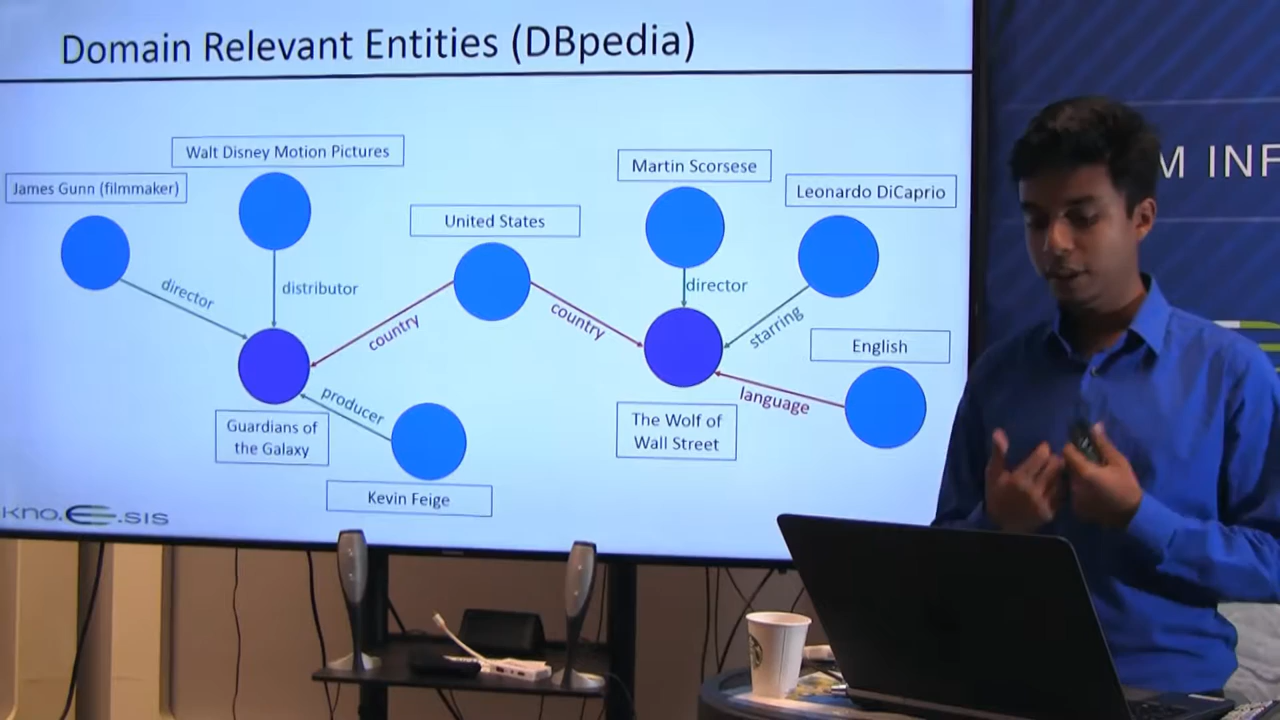 Domain Relevant Entities (DBpedia)
Walt Disney Motion Pictures
James Gunn (filmmaker)
United States
Martin Scorsese
Leonardo DiCaprio
director
distributor
country
country
director
starring
English
language
producer
Guardians of
the Galaxy
The Wolf of
Wall Street
Kevin Feige
kno.e.sis
M INF